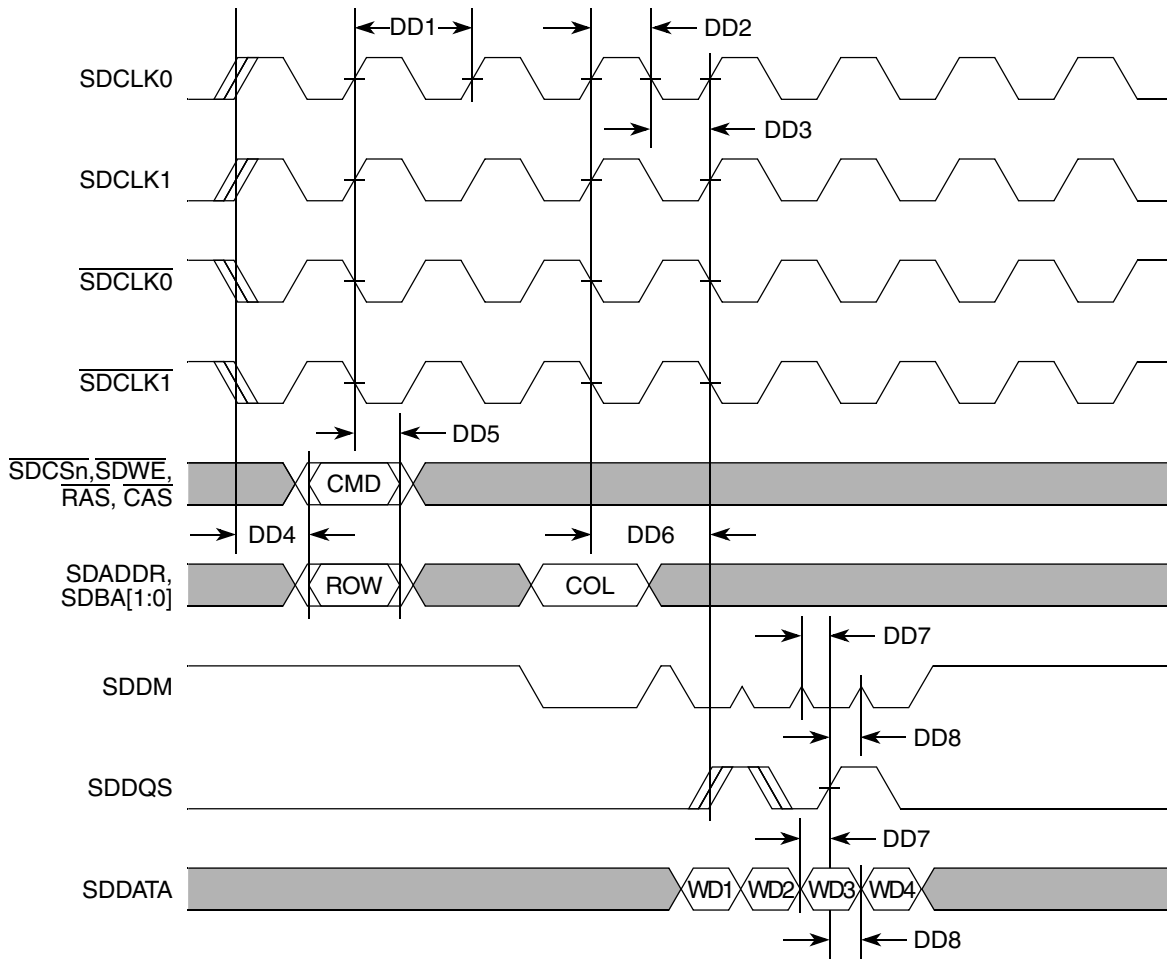 DD1
DD2
SDCLK0
DD3
SDCLK1
SDCLK0
SDCLK1
DD5
SDCSn,SDWE,
RAS, CAS
CMD
DD4
DD6
SDADDR,
SDBA[1:0]
ROW
COL
DD7
SDDM
DD8
SDDQS
DD7
SDDATA
WD1
WD2
WD3
WD4
DD8